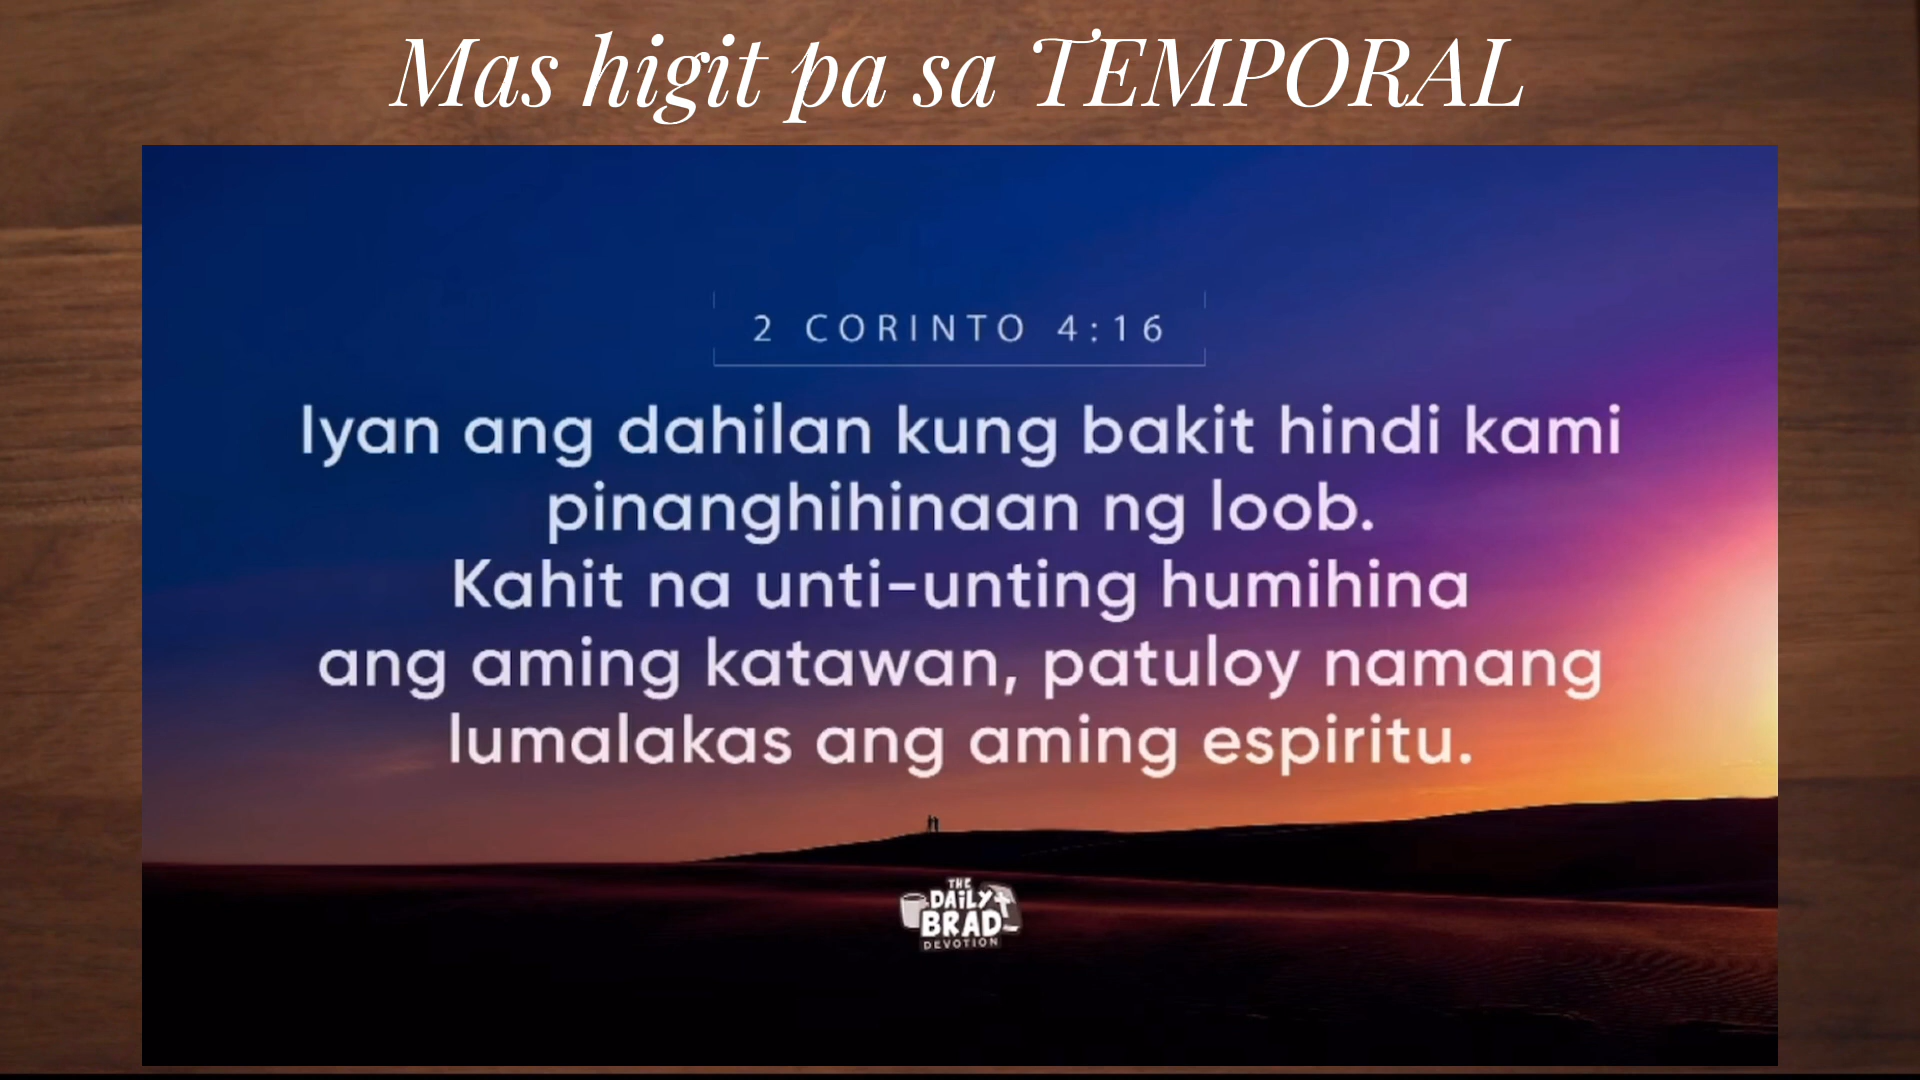 Mas higit pa sa TEMPORAL
2 CORINTO 4:16
Iyan ang dahilan kung bakit hindi kami
pinanghihinaan ng loob.
Kahit na unti-unting humihina
ang aming katawan, patuloy namang
lumalakas ang aming espiritu.
THE
DAILY
BRAD
DEVOTION